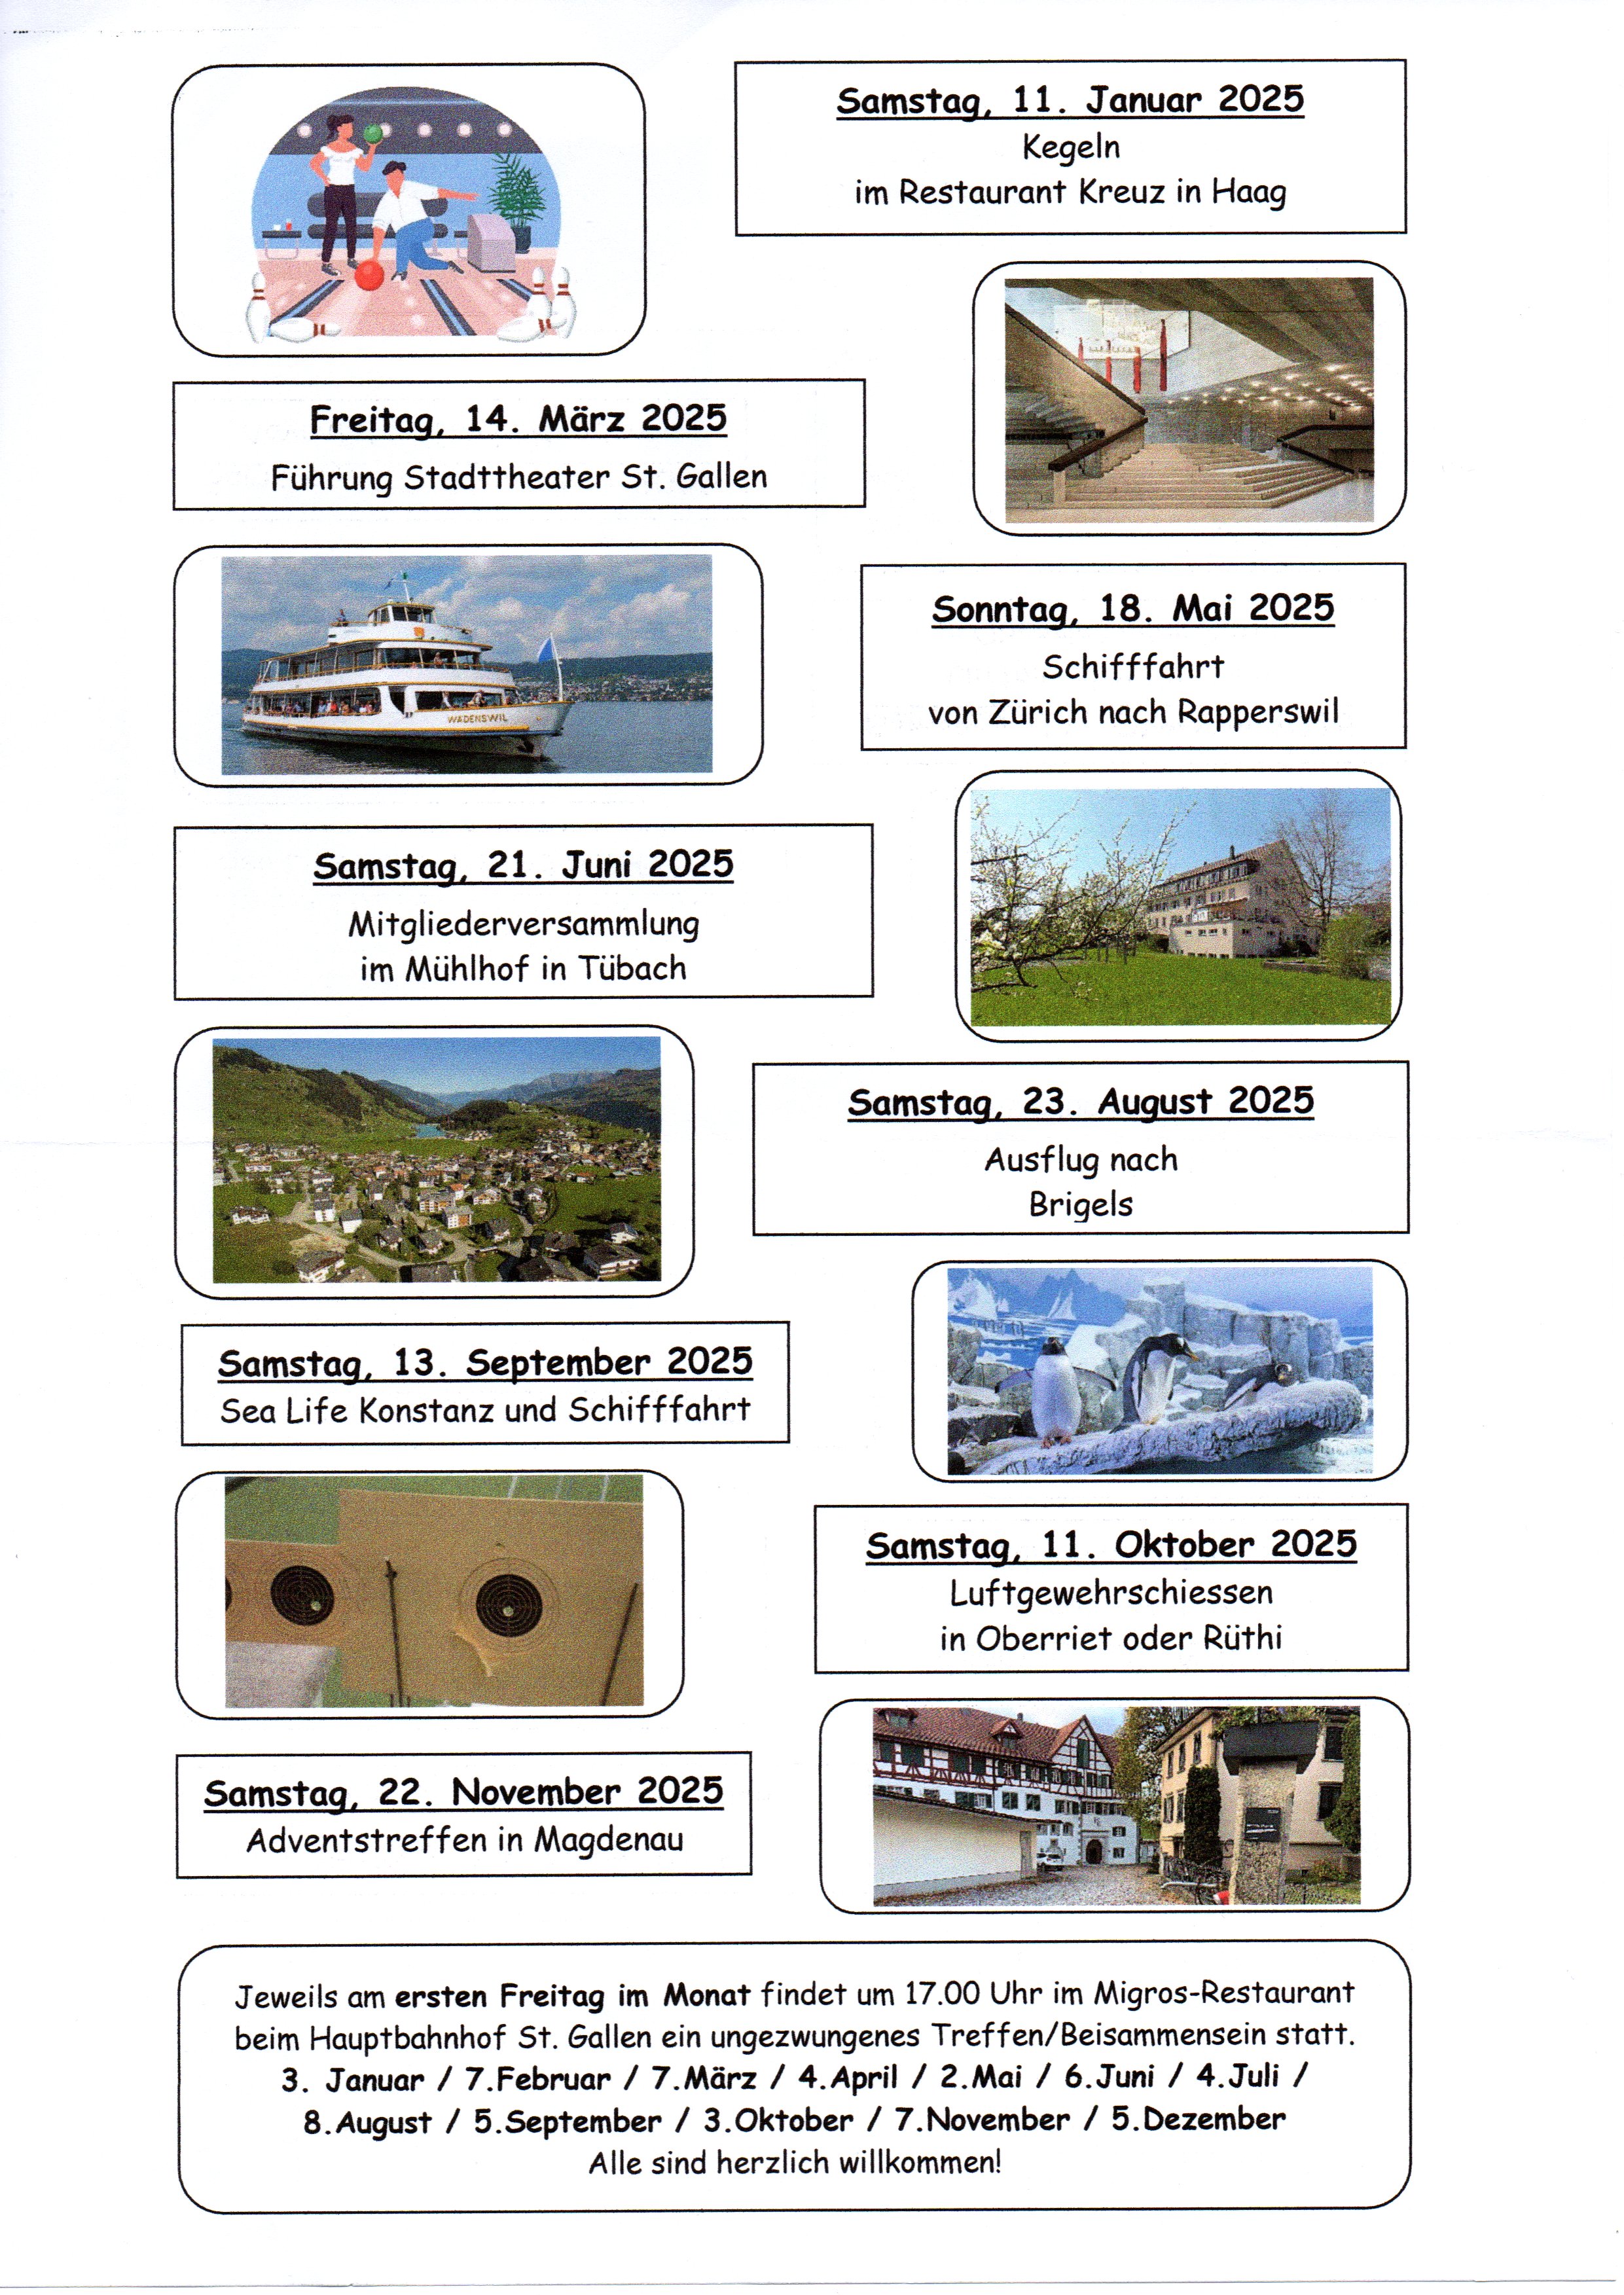 Samstag, 11. Januar 2025
Kegeln
im Restaurant Kreuz in Haag
Freitag, 14. März 2025
Führung Stadttheater St. Gallen
WÄDENSWIL
Sonntag, 18. Mai 2025
Schifffahrt
von Zürich nach Rapperswil
Samstag, 21. Juni 2025
Mitgliederversammlung
im Mühlhof in Tübach
Samstag, 23. August 2025
Ausflug nach
Brigels
Samstag, 13. September 2025
Sea Life Konstanz und Schifffahrt
Samstag, 11. Oktober 2025
Luftgewehrschiessen
in Oberriet oder Rüthi
Samstag, 22. November 2025
Adventstreffen in Magdenau
Jeweils am ersten Freitag im Monat findet um 17.00 Uhr im Migros-Restaurant
beim Hauptbahnhof St. Gallen ein ungezwungenes Treffen/Beisammensein statt.
3. Januar / 7.Februar / 7.März / 4.April / 2.Mai / 6.Juni / 4.Juli /
8.August / 5.September / 3.Oktober / 7.November / 5.Dezember
Alle sind herzlich willkommen!